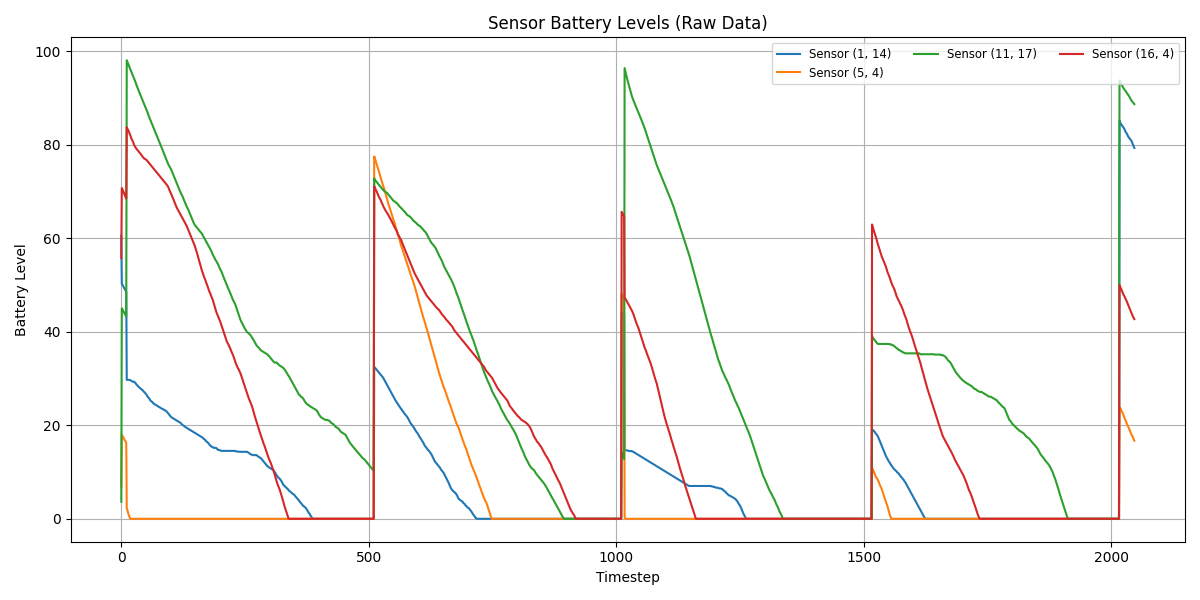 Sensor Battery Levels (Raw Data)
Sensor (1, 14)
Sensor (5, 4)
Sensor (11, 17)
Sensor (16, 4)
Battery Level
100
80
60
40
20
0
0
500
1000
1500
2000
Timestep